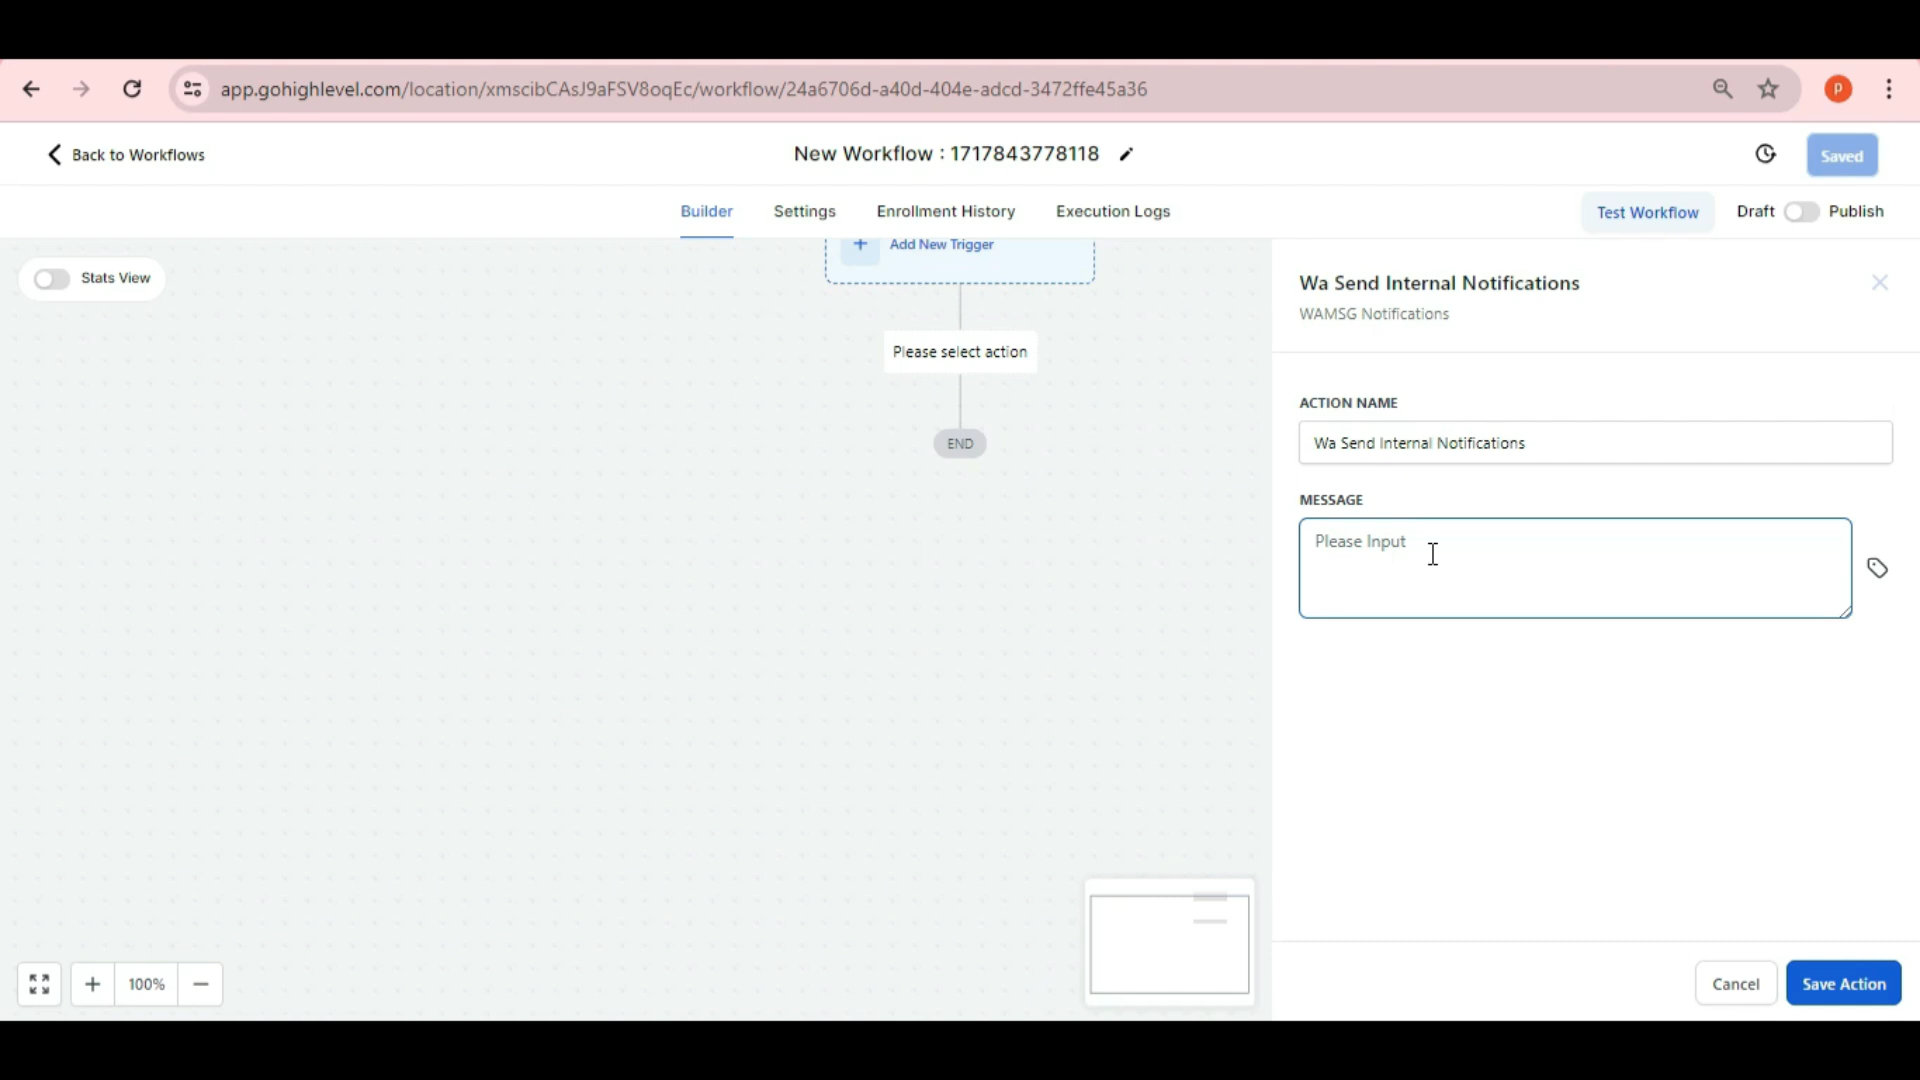 app.gohighlevel.com/location/xmscibCAsJ9aFSV8oqEc/workflow/24a6706d-a40d-404e-adcd-3472ffe45a36
P
Back to Workflows
New Workflow : 1717843778118
Saved
Builder
Settings
Enrollment History
Execution Logs
Test Workflow
Draft
Publish
Stats View
Add New Trigger
Please select action
END
Wa Send Internal Notifications
WAMSG Notifications
ACTION NAME
Wa Send Internal Notifications
MESSAGE
Please Input
100%
Cancel
Save Action